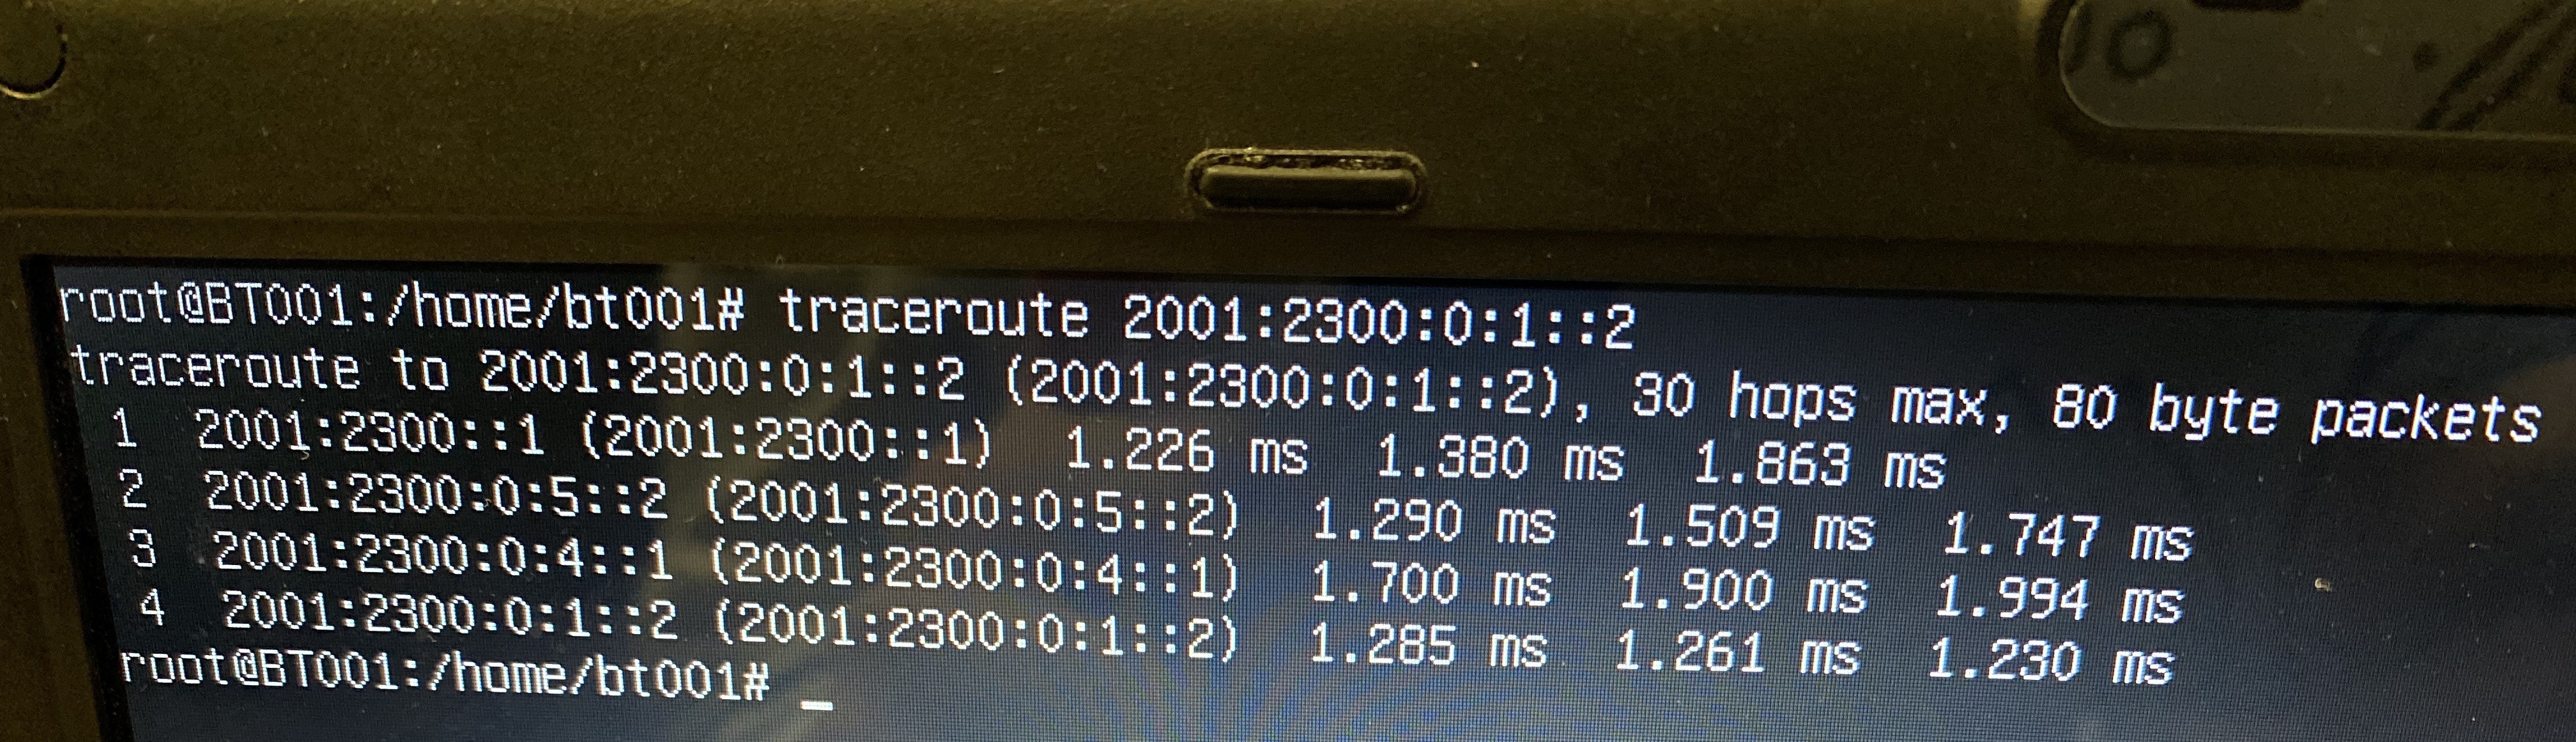 root@BT001:/home/bt001# traceroute 2001:2300:0:1::2
traceroute to 2001:2300:0:1::2 (2001:2300:0:1::2), 30 hops max, 80 byte packets
 1  2001:2300::1 (2001:2300::1)  1.226 ms  1.380 ms  1.863 ms
 2  2001:2300:0:5::2 (2001:2300:0:5::2)  1.290 ms  1.509 ms  1.747 ms
 3  2001:2300:0:4::1 (2001:2300:0:4::1)  1.700 ms  1.900 ms  1.994 ms
 4  2001:2300:0:1::2 (2001:2300:0:1::2)  1.285 ms  1.261 ms  1.230 ms
root@BT001:/home/bt001# _